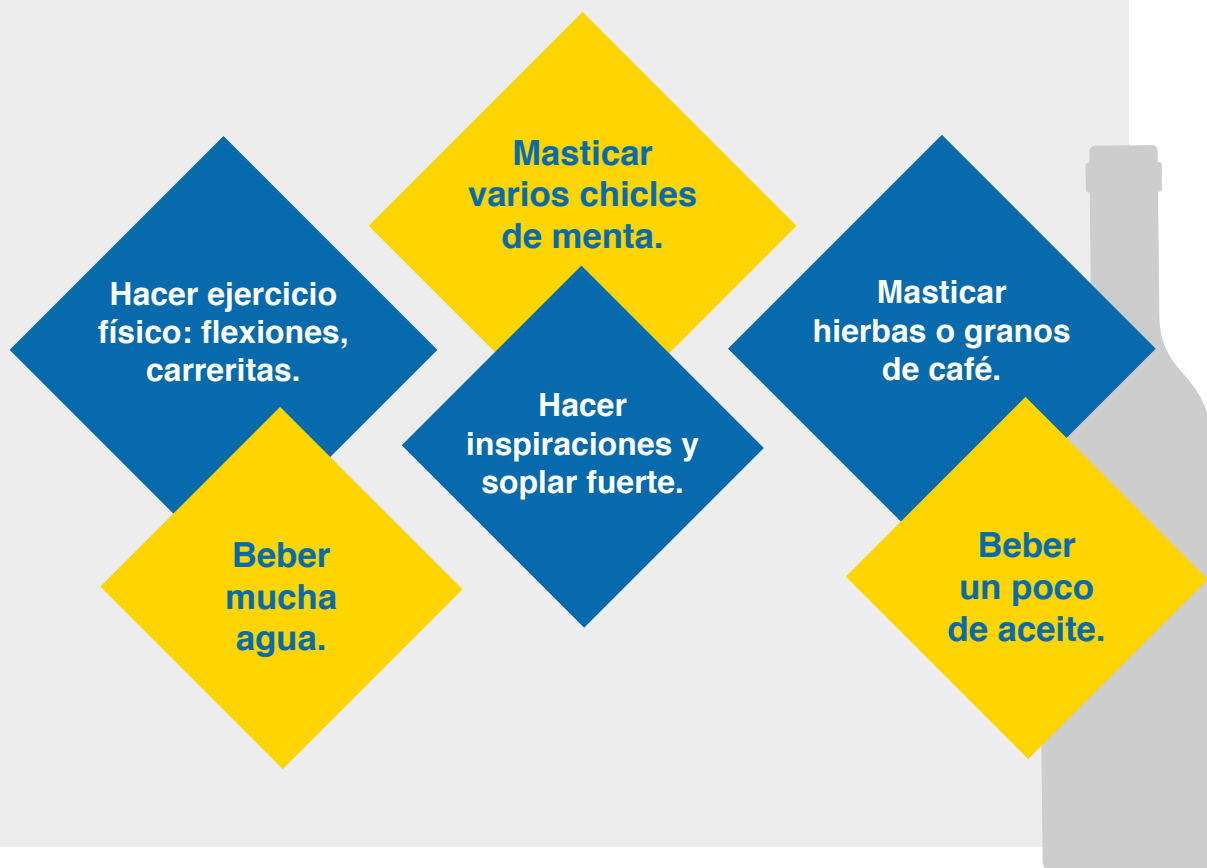 Masticar
varios chicles
de menta.
Hacer ejercicio
físico: flexiones,
carreritas.
Masticar
hierbas o granos
de café.
Hacer
inspiraciones y
soplar fuerte.
Beber
mucha
agua.
Beber
un poco
de aceite.